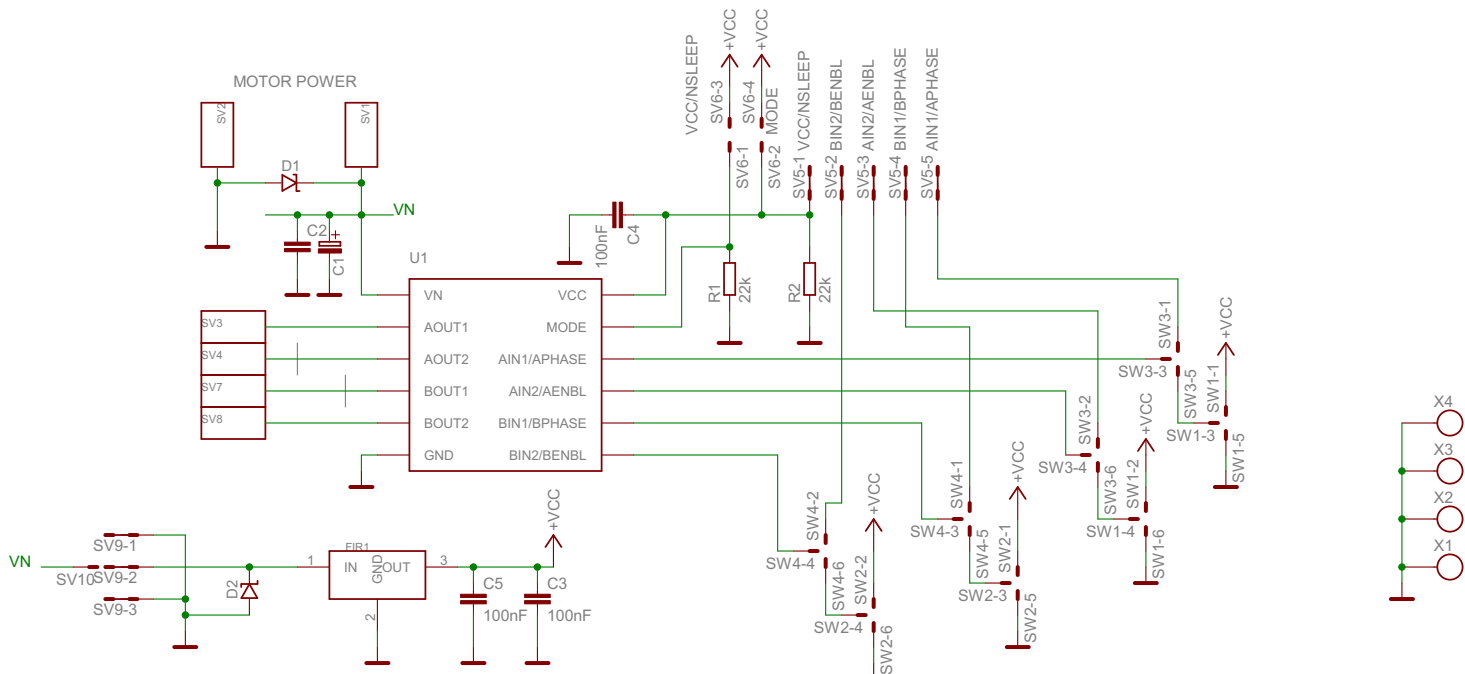 MOTOR POWER
SV2
SV1
D1
VN
C2
+
C1
U1
VN
AOUT1
AOUT2
BOUT1
BOUT2
GND
VCC
MODE
AIN1/APHASE
AIN2/AENBL
BIN1/BPHASE
BIN2/BENBL
SV3
SV4
SV7
SV8
100nF
C4
VCC/NSLEEP
SV6-3
+VCC
SV6-1
SV6-4
+VCC
MODE
SV6-2
VCC/NSLEEP
SV5-1
BIN2/BENBL
SV5-2
AIN2/AENBL
SV5-3
BIN1/BPHASE
SV5-4
AIN1/APHASE
SV5-5
R1
22k
R2
22k
SW3-1
SW3-3
SW3-5
+VCC
SW1-1
SW1-3
SW1-5
SW3-2
SW3-4
SW3-6
+VCC
SW1-2
SW1-4
SW1-6
SW4-1
SW4-3
SW4-5
+VCC
SW2-1
SW2-3
SW2-5
SW4-2
SW4-4
SW4-6
+VCC
SW2-2
SW2-4
SW2-6
X4
X3
X2
X1
VN
SV9-1
SV10
SV9-2
SV9-3
D2
FIR1
1
IN
GND
OUT
3
2
C5
100nF
C3
100nF
+VCC